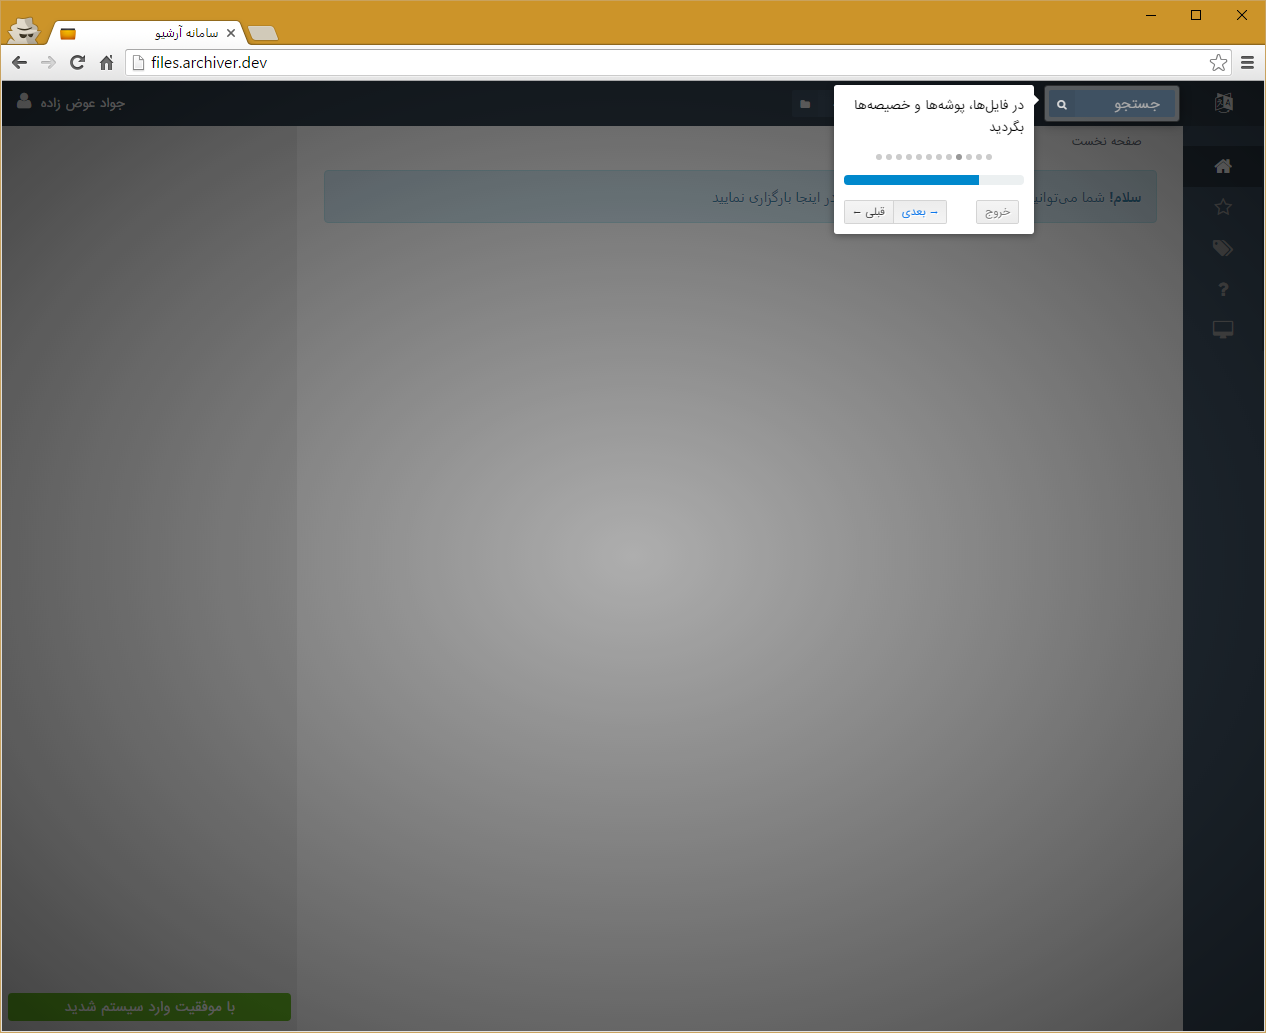 سامانه آرشیو
files.archiver.dev
جستجو
جواد عوض زاده
در فایل‌ها، پوشه‌ها و خصیصه‌ها
بگردید
خروج
→ بعدی
قبلی ←
صفحه نخست
سلام! شما می‌توانید
در اینجا بارگزاری نمایید
با موفقیت وارد سیستم شدید